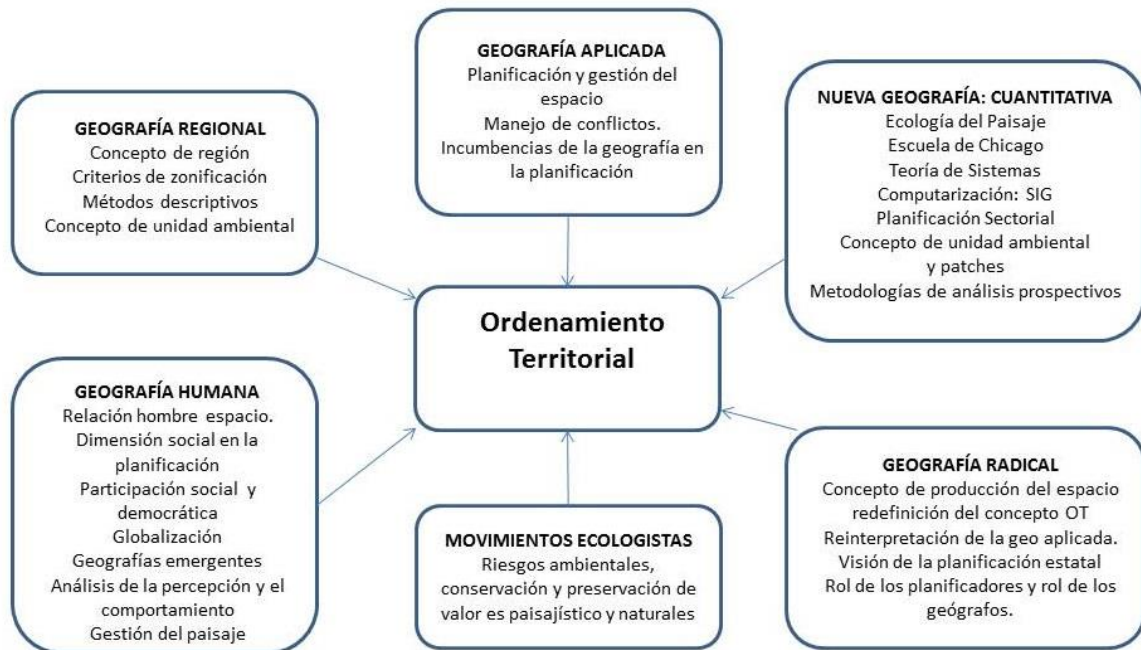 GEOGRAFÍA APLICADA
Planificación y gestión del
espacio
Manejo de conflictos.
Incumbencias de la geografía en
la planificación
GEOGRAFÍA REGIONAL
Concepto de región
Criterios de zonificación
Métodos descriptivos
Concepto de unidad ambiental
NUEVA GEOGRAFÍA: CUANTITATIVA
Ecología del Paisaje
Escuela de Chicago
Teoría de Sistemas
Computarización: SIG
Planificación Sectorial
Concepto de unidad ambiental
y patches
Metodologías de análisis prospectivos
Ordenamiento
Territorial
GEOGRAFÍA HUMANA
Relación hombre espacio.
Dimensión social en la
planificación
Participación social y
democrática
Globalización
Geografías emergentes
Análisis de la percepción y el
comportamiento
Gestión del paisaje
MOVIMIENTOS ECOLOGISTAS
Riesgos ambientales,
conservación y preservación de
valor es paisajístico y naturales
GEOGRAFÍA RADICAL
Concepto de producción del espacio
redefinición del concepto OT
Reinterpretación de la geo aplicada.
Visión de la planificación estatal
Rol de los planificadores y rol de los
geógrafos.